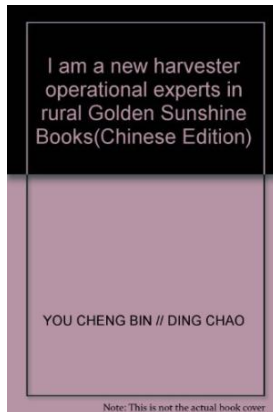 I am a new harvester
operational experts in
rural Golden Sunshine
Books(Chinese Edition)
YOU CHENG BIN // DING CHAO
Note: This is not the actual book cover